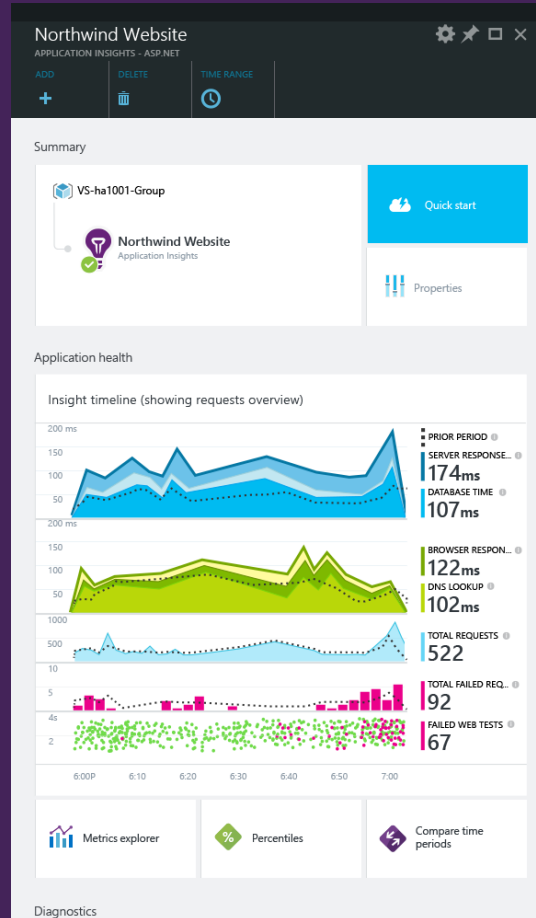 Northwind Website
APPLICATION INSIGHTS - ASP.NET
ADD
DELETE
TIME RANGE
Summary
VS-ha1001-Group
Northwind Website
Application Insights
Quick start
Properties
Application health
Insight timeline (showing requests overview)
200 ms
150
100
50
PRIOR PERIOD
SERVER RESPONSE...
174ms
DATABASE TIME
107ms
200 ms
150
100
50
BROWSER RESPON...
122ms
DNS LOOKUP
102ms
1000
500
TOTAL REQUESTS
522
10
5
TOTAL FAILED REQ...
92
4s
2
FAILED WEB TESTS
67
6:00P 6:10 6:20 6:30 6:40 6:50 7:00
Metrics explorer
%
Percentiles
Compare time
periods
Diagnostics